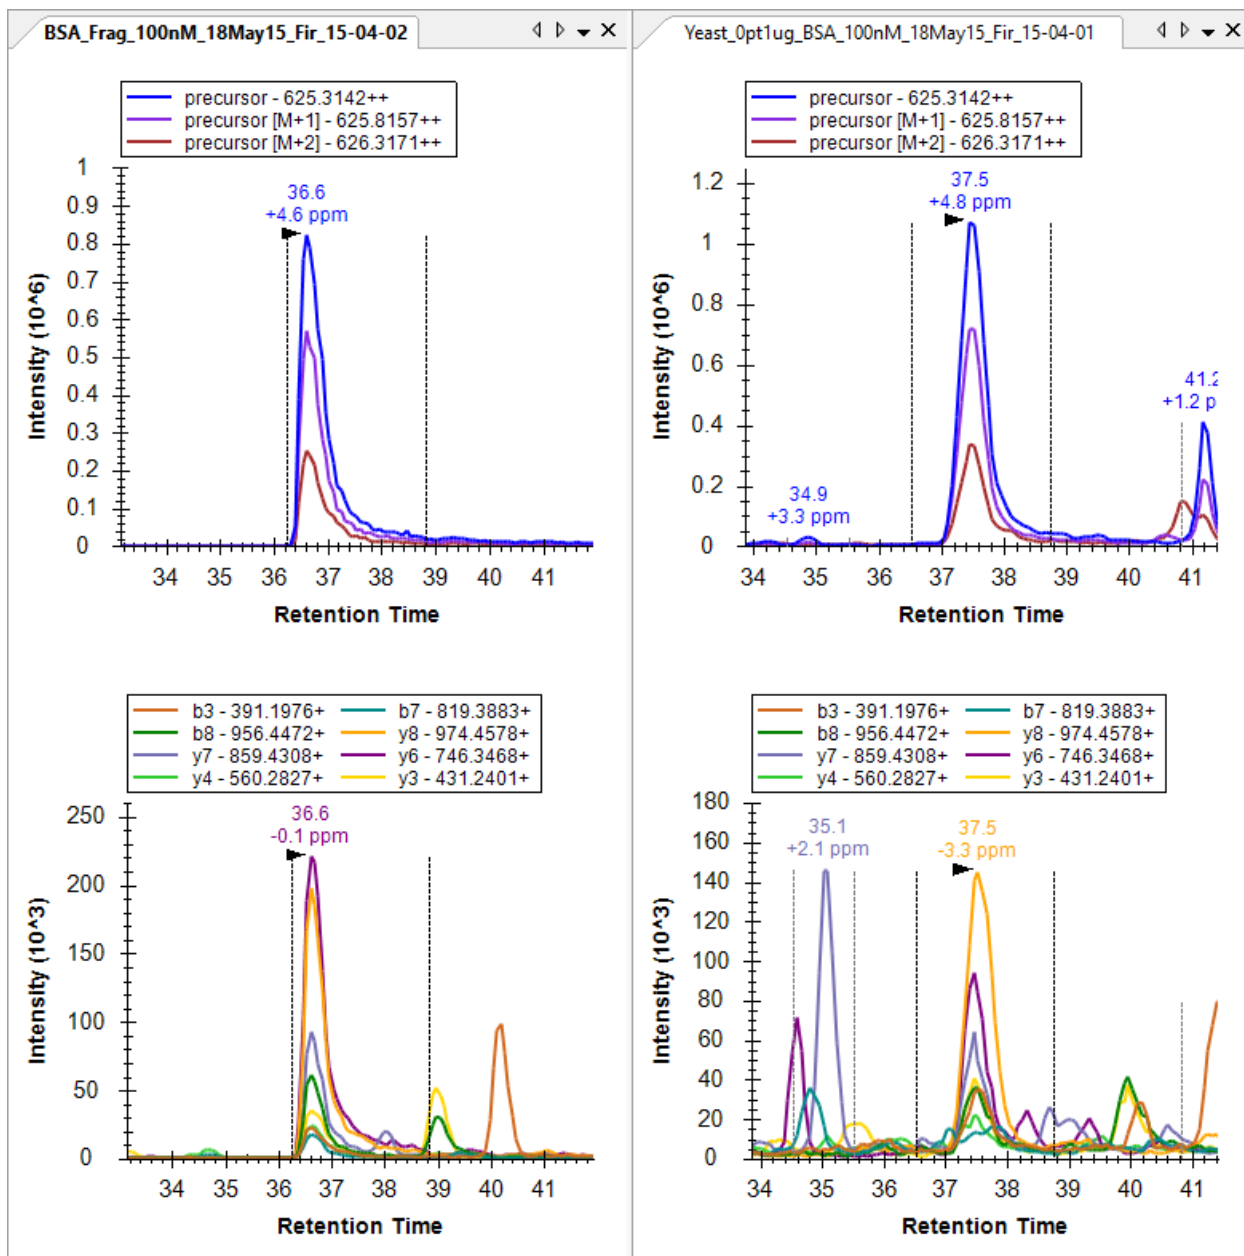 BSA_Frag_100nM_18May15_Fir_15-04-02
precursor - 625.3142++
precursor [M+1] - 625.8157++
precursor [M+2] - 626.3171++
36.6
+4.6 ppm
1
0.9
0.8
0.7
0.6
0.5
0.4
0.3
0.2
0.1
0
Intensity (10^6)
34 35 36 37 38 39 40 41
Retention Time
b3 - 391.1976+ b7 - 819.3883+
b8 - 956.4472+ y8 - 974.4578+
y7 - 859.4308+ y6 - 746.3468+
y4 - 560.2827+ y3 - 431.2401+
36.6
-0.1 ppm
250
200
150
100
50
0
Intensity (10^3)
34 35 36 37 38 39 40 41
Retention Time
Yeast_0pt1ug_BSA_100nM_18May15_Fir_15-04-01
precursor - 625.3142++
precursor [M+1] - 625.8157++
precursor [M+2] - 626.3171++
37.5
+4.8 ppm
41.2
+1.2 p
34.9
+3.3 ppm
1.2
1
0.8
0.6
0.4
0.2
0
Intensity (10^6)
34 35 36 37 38 39 40 41
Retention Time
b3 - 391.1976+ b7 - 819.3883+
b8 - 956.4472+ y8 - 974.4578+
y7 - 859.4308+ y6 - 746.3468+
y4 - 560.2827+ y3 - 431.2401+
35.1
+2.1 ppm
37.5
-3.3 ppm
180
160
140
120
100
80
60
40
20
0
Intensity (10^3)
34 35 36 37 38 39 40 41
Retention Time